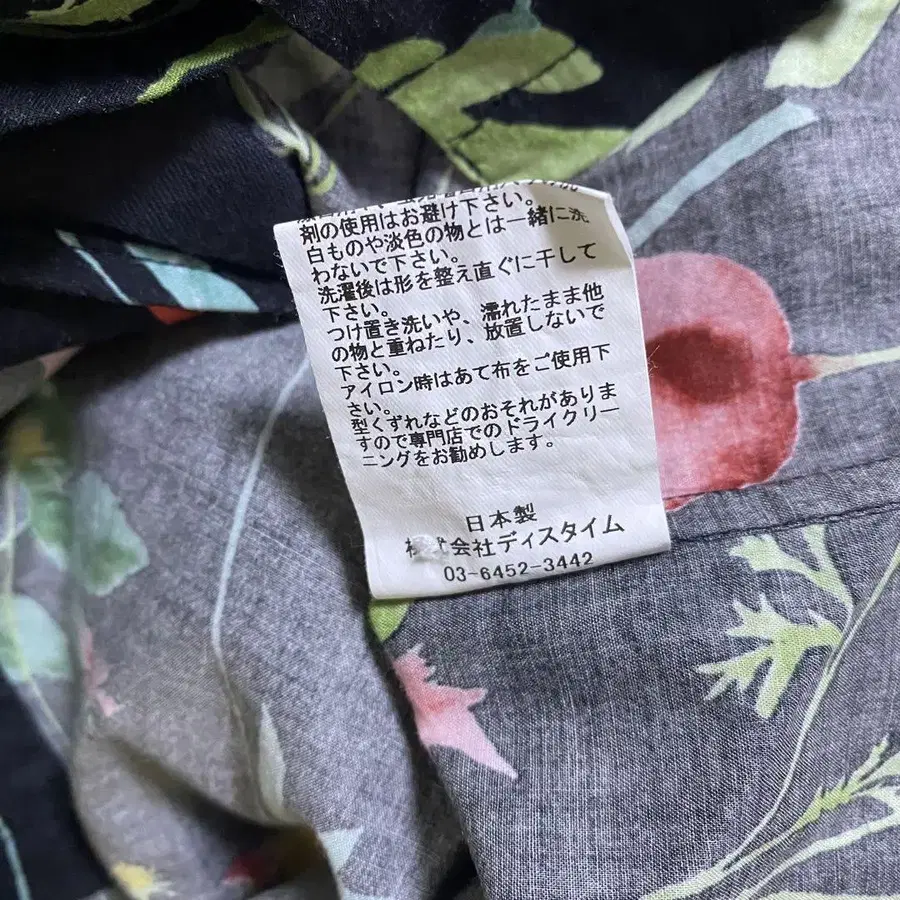 剤の使用はお避け下さい。
白ものや淡色の物とは一緒に洗
わないで下さい。
洗濯後は形を整え直ぐに干して
下さい。
つけ置き洗いや、濡れたまま他
の物と重ねたり、放置しないで
下さい。
アイロン時はあて布をご使用下
さい。
型くずれなどのおそれがありま
すので専門店でのドライクリー
ニングをお勧めします。
日本製
株式会社ディスタイム
03-6452-3442